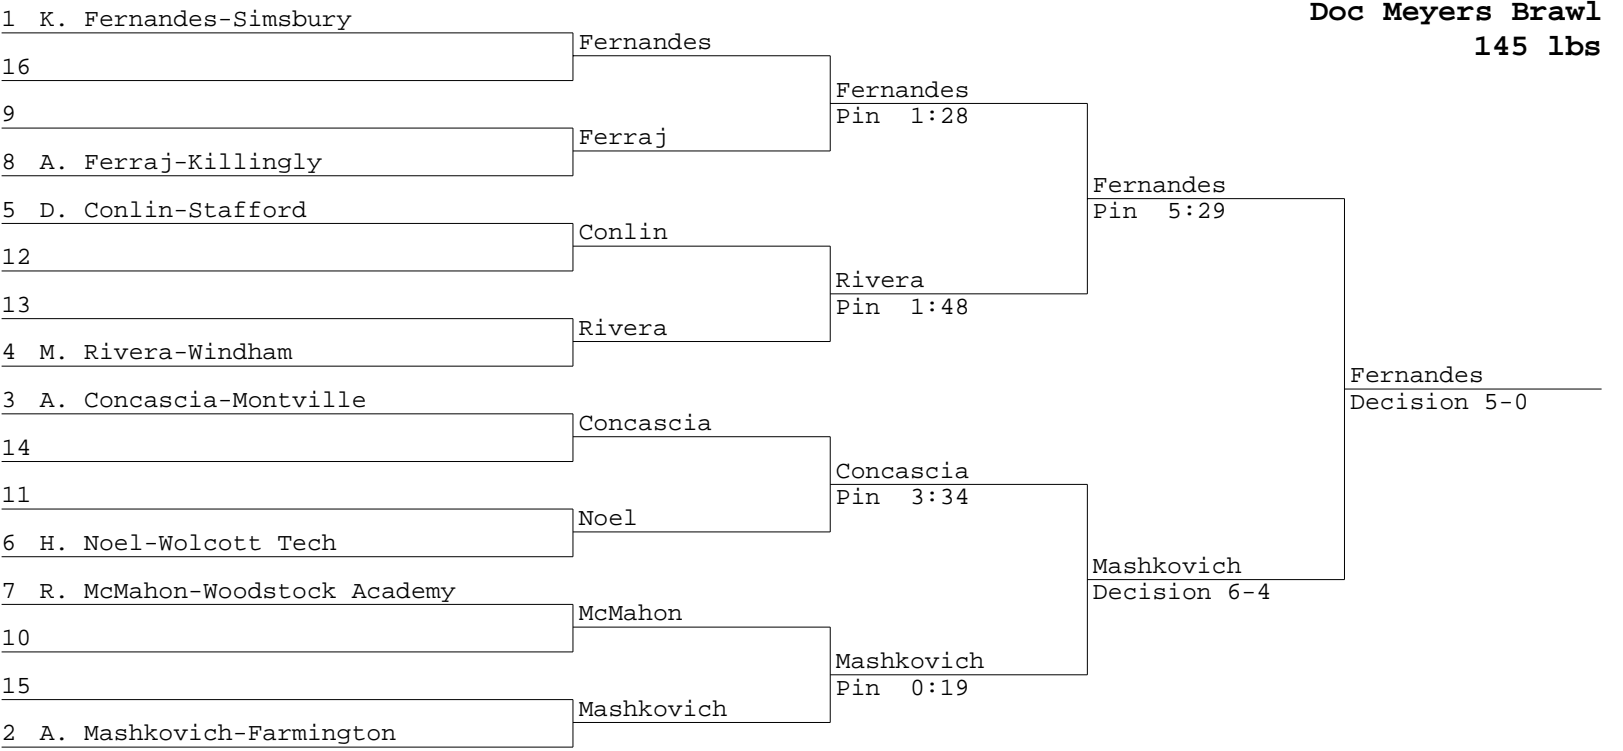 Doc Meyers Brawl
145 lbs
1 K. Fernandes-Simsbury
16
9
8 A. Ferraj-Killingly
5 D. Conlin-Stafford
12
13
4 M. Rivera-Windham
3 A. Concascia-Montville
14
11
6 H. Noel-Wolcott Tech
7 R. McMahon-Woodstock Academy
10
15
2 A. Mashkovich-Farmington
Fernandes
Ferraj
Conlin
Rivera
Concascia
Noel
McMahon
Mashkovich
Fernandes
Pin 1:28
Rivera
Pin 1:48
Concascia
Pin 3:34
Mashkovich
Pin 0:19
Fernandes
Pin 5:29
Mashkovich
Decision 6-4
Fernandes
Decision 5-0